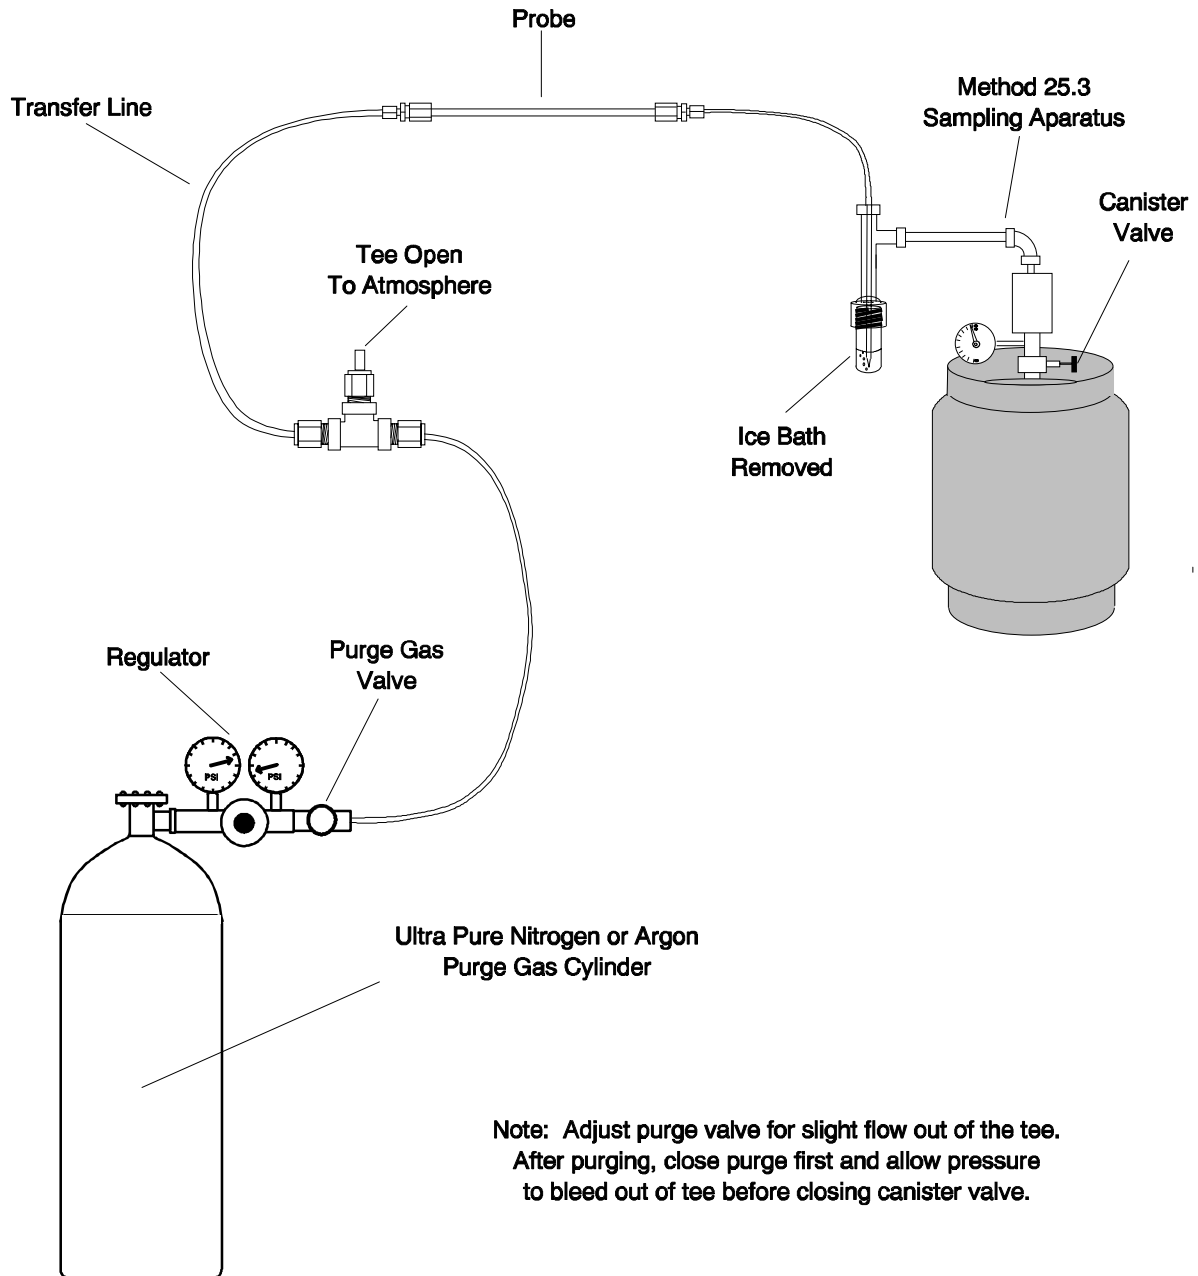 Probe
Transfer Line
Method 25.3
Sampling Apparatus
Canister
Valve
Tee Open
To Atmosphere
Ice Bath
Removed
Regulator
Purge Gas
Valve
PSI
PSI
Ultra Pure Nitrogen or Argon
Purge Gas Cylinder
Note: Adjust purge valve for slight flow out of the tee.
After purging, close purge first and allow pressure
to bleed out of tee before closing canister valve.